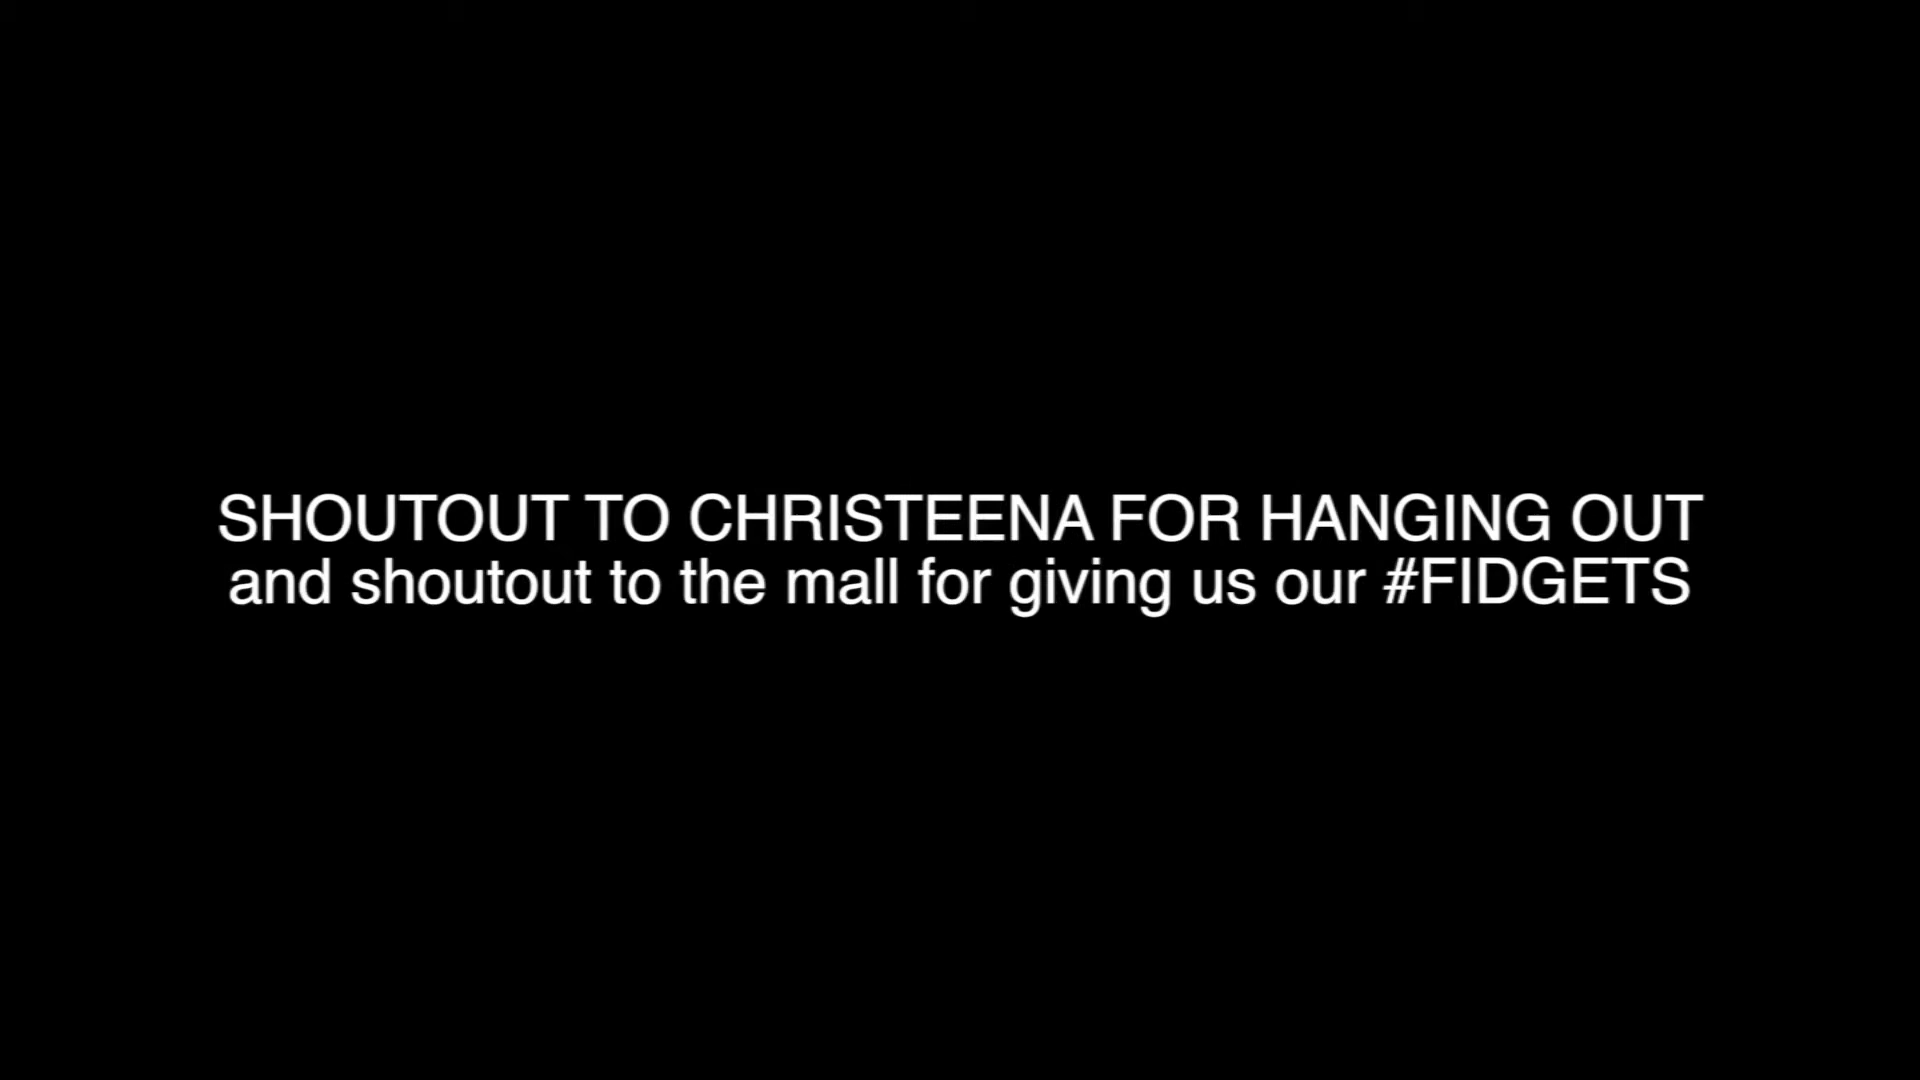 SHOUTOUT TO CHRISTEENA FOR HANGING OUT
and shoutout to the mall for giving us our #FIDGETS